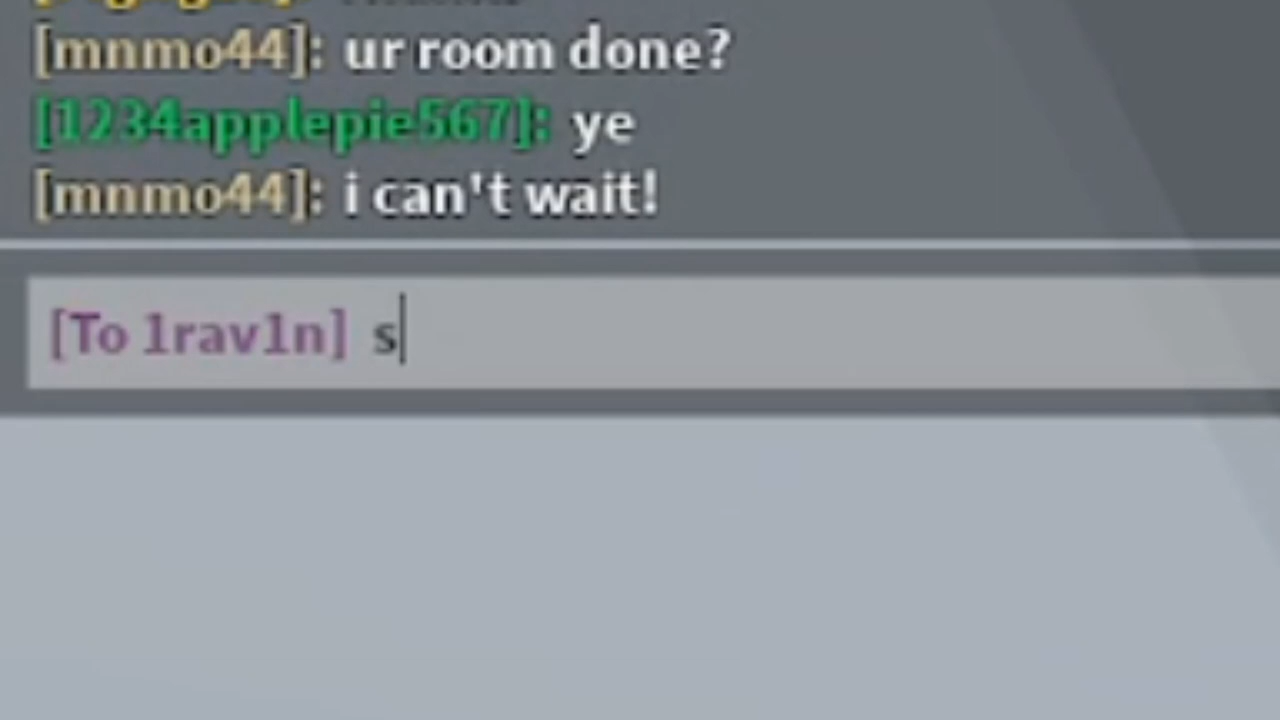 [mnmo44]: ur room done?
[1234applepie567]: ye
[mnmo44]: i can't wait!
[To 1rav1n] s